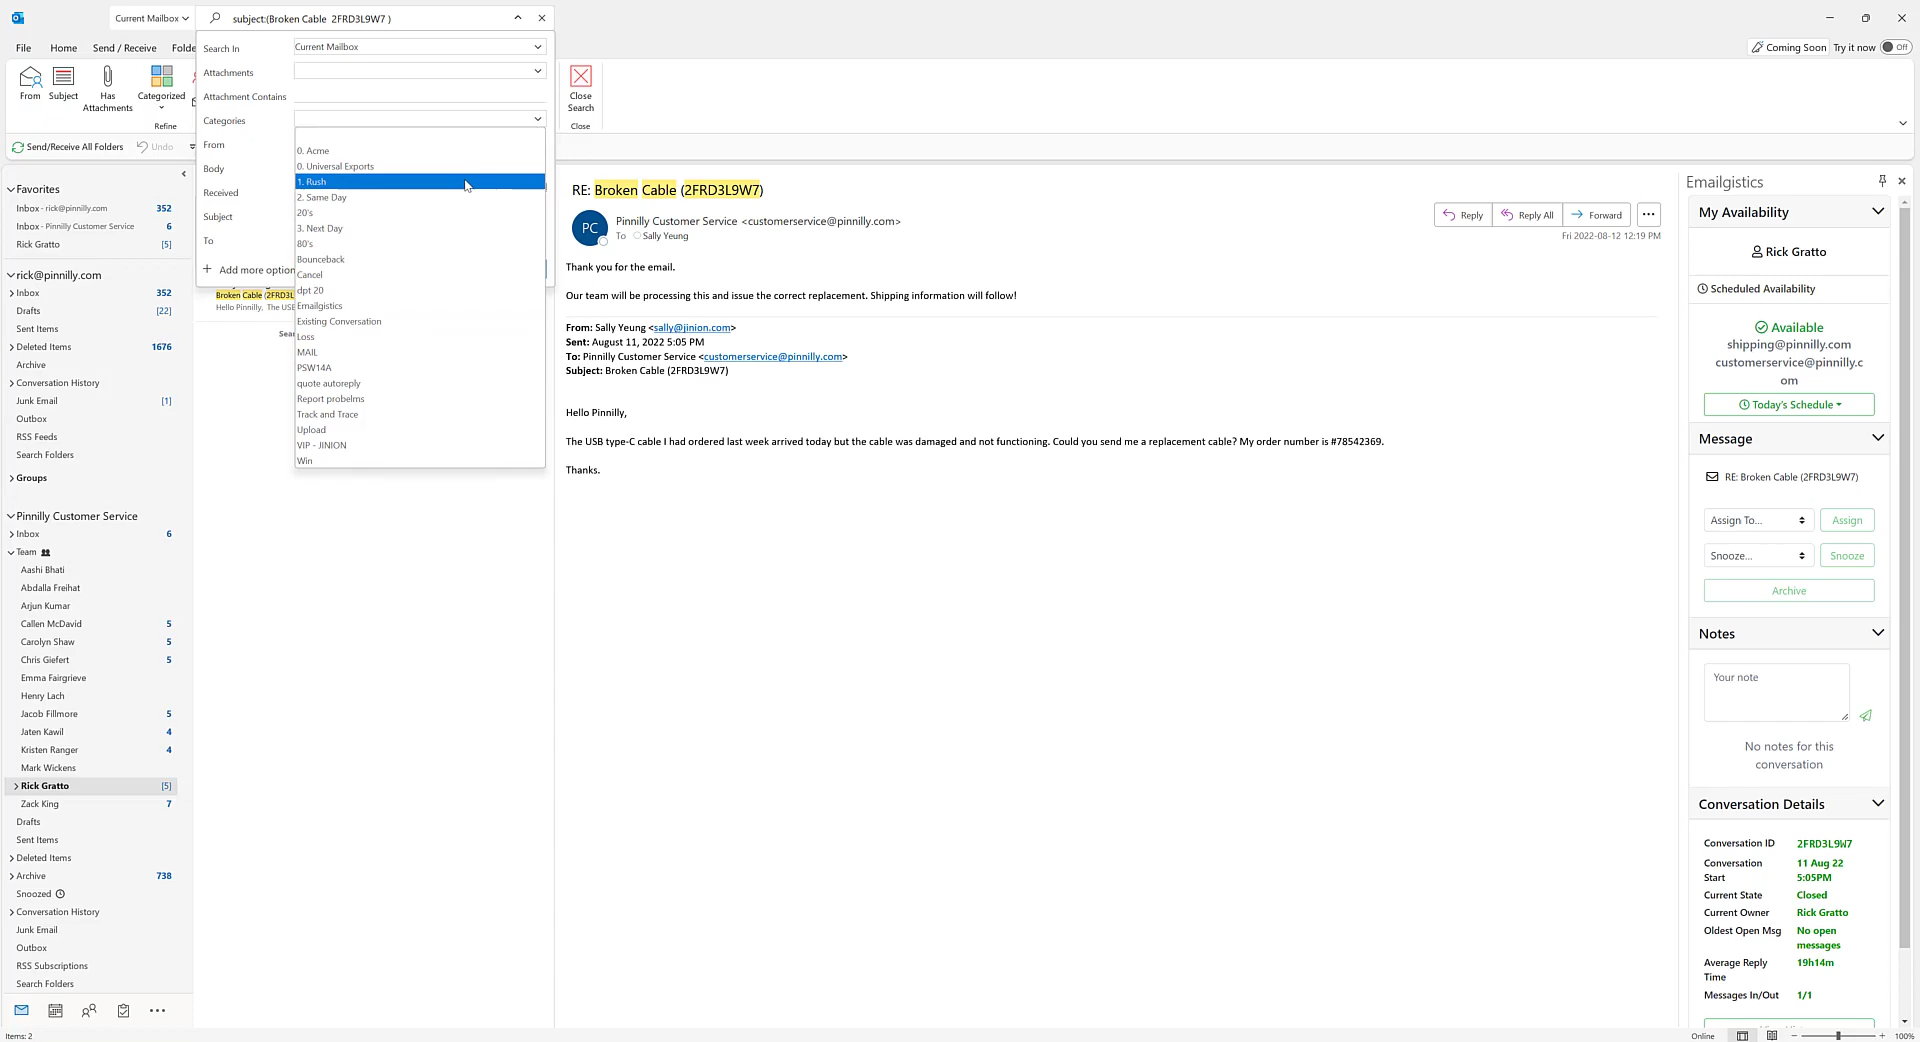 Current Mailbox
subject:(Broken Cable 2FRD3L9W7 )
File Home Send / Receive
Coming Soon Try it now Off
From
Subject
Has
Attachments
Categorized
Refine
Close
Search
Close
Send/Receive All Folders
Undo
Search In Current Mailbox
Attachments
Attachment Contains
Categories
From
Body
Received
Subject
To
0. Acme
0. Universal Exports
1. Rush
2. Same Day
20's
3. Next Day
80's
Bounceback
Cancel
dpt 20
Emailgistics
Existing Conversation
Loss
MAIL
PSW14A
quote autoreply
Report probelms
Track and Trace
Upload
VIP - JINION
Win
Broken Cable
Hello Pinnilly,
Favorites
Inbox - rick@pinnilly.com 352
Inbox - Pinnilly Customer Service 6
Rick Gratto [5]
rick@pinnilly.com
Inbox 352
Drafts [22]
Sent Items
Deleted Items 1676
Archive
Conversation History
Junk Email [1]
Outbox
RSS Feeds
Search Folders
Groups
Pinnilly Customer Service
Inbox 6
Team
Aashi Bhati
Abdalla Freihat
Arjun Kumar
Callen McDavid 5
Carolyn Shaw 5
Chris Giefert 5
Emma Fairgrieve
Henry Lach
Jacob Fillmore 5
Jaten Kawil 4
Kristen Ranger 4
Mark Wickens
Rick Gratto [5]
Zack King 7
Drafts
Sent Items
Deleted Items
Archive 738
Snoozed
Conversation History
Junk Email
Outbox
RSS Subscriptions
Search Folders
Items: 2
RE: Broken Cable (2FRD3L9W7)
PC
Pinnilly Customer Service <customerservice@pinnilly.com>
To Sally Yeung
Reply Reply All Forward
Fri 2022-08-12 12:19 PM
Thank you for the email.
Our team will be processing this and issue the correct replacement. Shipping information will follow!
From: Sally Yeung <sally@jinion.com>
Sent: August 11, 2022 5:05 PM
To: Pinnilly Customer Service <customerservice@pinnilly.com>
Subject: Broken Cable (2FRD3L9W7)
Hello Pinnilly,
The USB type-C cable I had ordered last week arrived today but the cable was damaged and not functioning. Could you send me a replacement cable? My order number is #78542369.
Thanks.
Emailgistics
My Availability
Rick Gratto
Scheduled Availability
Available
shipping@pinnilly.com
customerservice@pinnilly.c
om
Today's Schedule
Message
RE: Broken Cable (2FRD3L9W7)
Assign To... Assign
Snooze... Snooze
Archive
Notes
Your note
No notes for this
conversation
Conversation Details
Conversation ID 2FRD3L9W7
Conversation 11 Aug 22
Start 5:05PM
Current State Closed
Current Owner Rick Gratto
Oldest Open Msg No open
messages
Average Reply 19h14m
Time
Messages In/Out 1/1
Online
100%